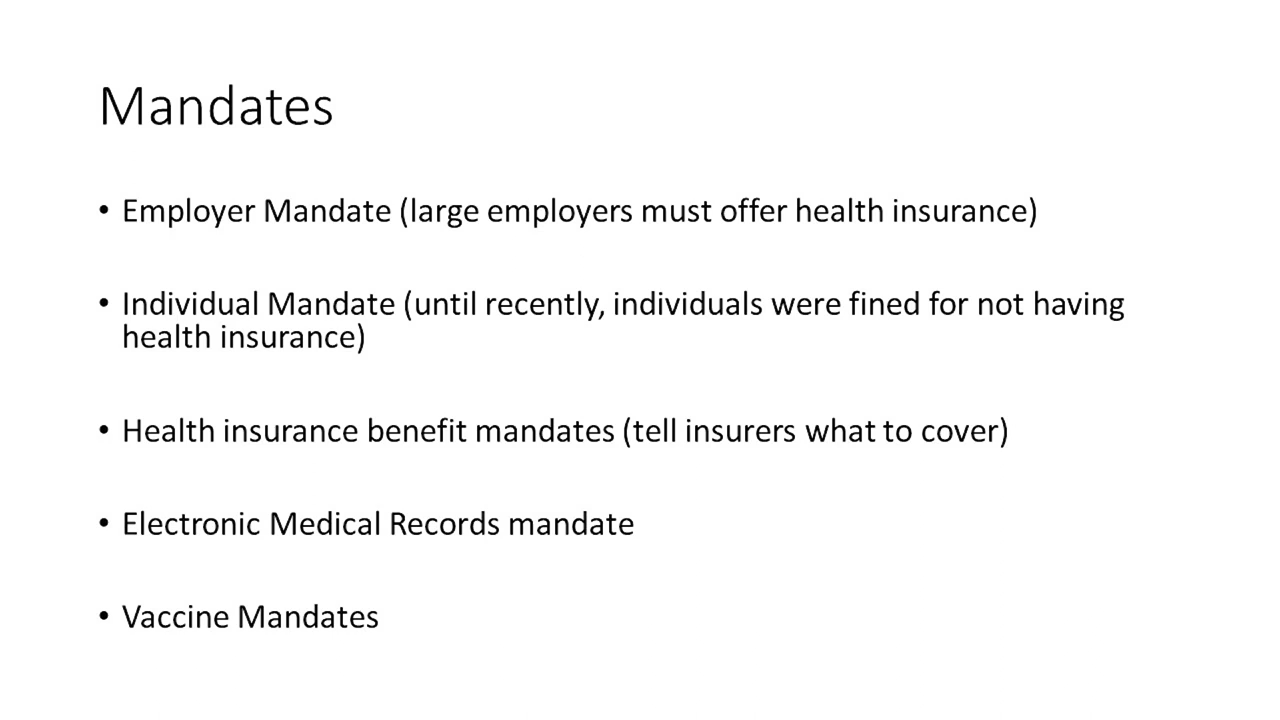 Mandates
• Employer Mandate (large employers must offer health insurance)
• Individual Mandate (until recently, individuals were fined for not having
health insurance)
• Health insurance benefit mandates (tell insurers what to cover)
• Electronic Medical Records mandate
• Vaccine Mandates